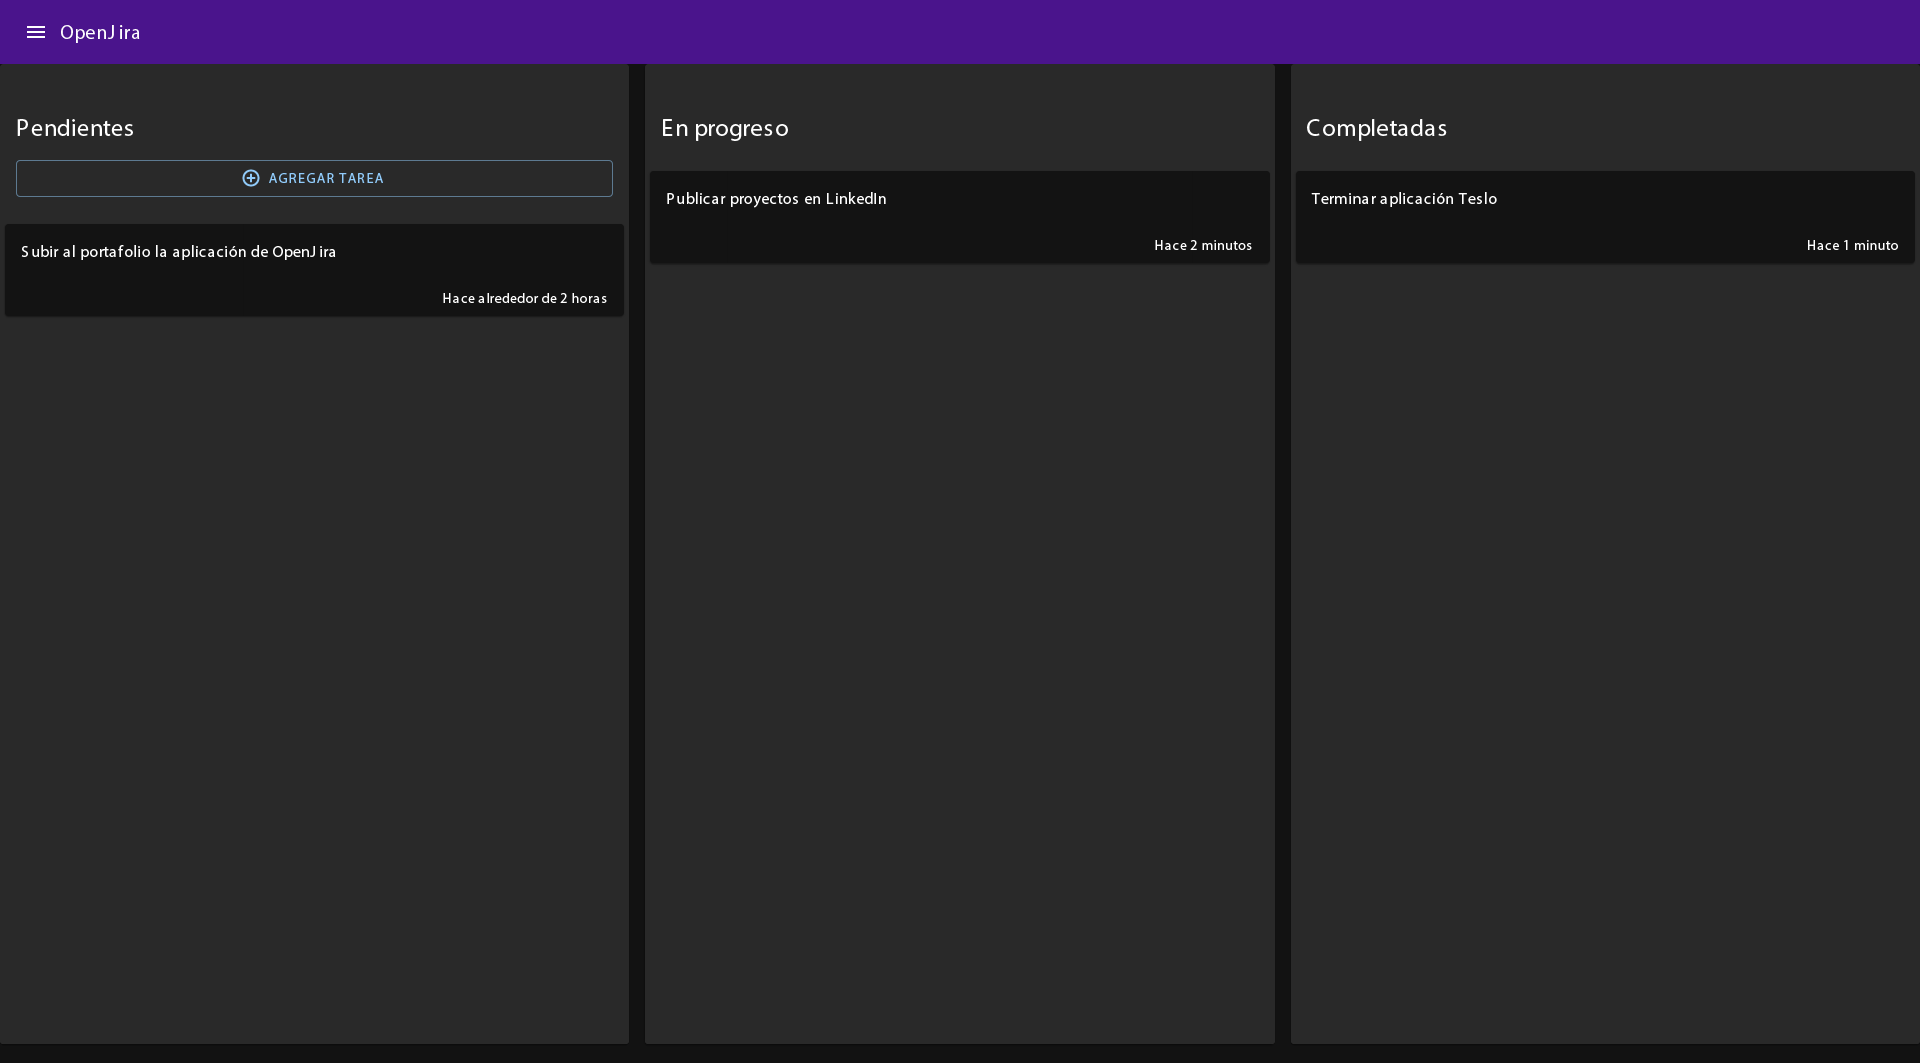 OpenJira
Pendientes
AGREGAR TAREA
Subir al portafolio la aplicación de OpenJira
Hace alrededor de 2 horas
En progreso
Publicar proyectos en LinkedIn
Hace 2 minutos
Completadas
Terminar aplicación Teslo
Hace 1 minuto